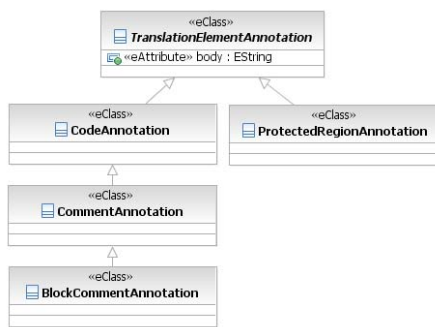 «eClass»
TranslationElementAnnotation
«eAttribute» body : EString
«eClass»
CodeAnnotation
«eClass»
ProtectedRegionAnnotation
«eClass»
CommentAnnotation
«eClass»
BlockCommentAnnotation